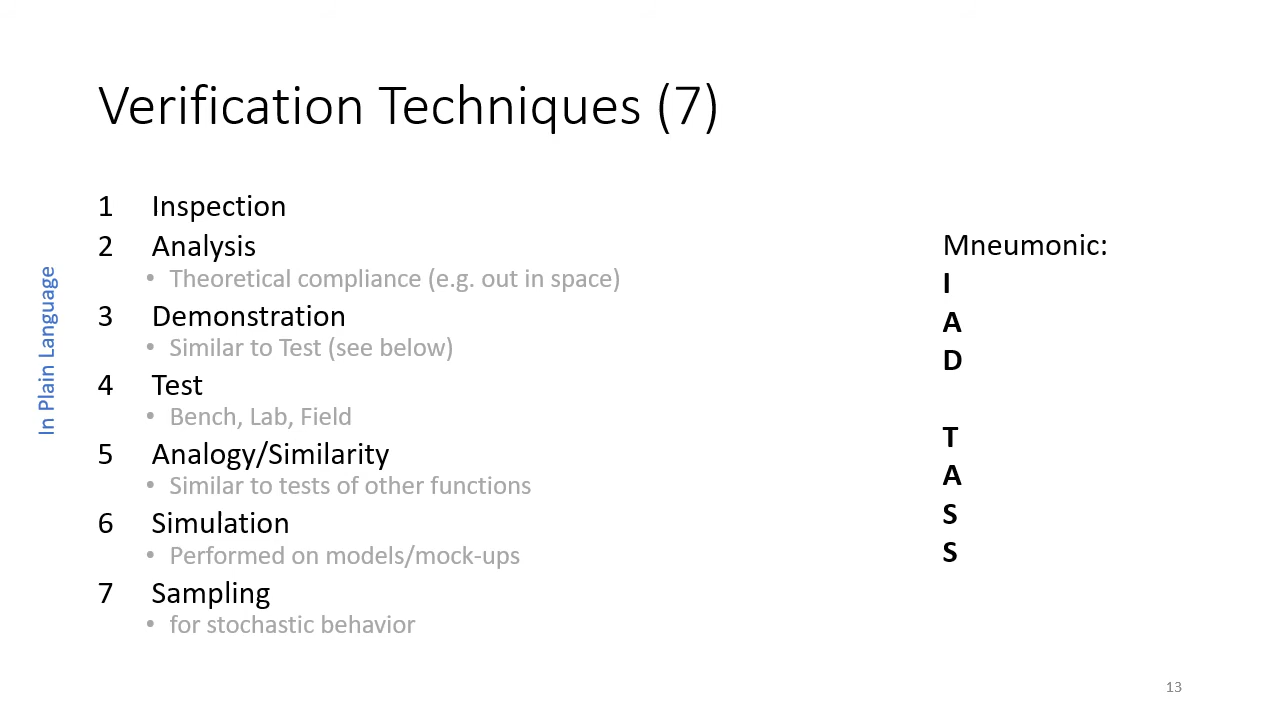 Verification Techniques (7)
In Plain Language
1 Inspection
2 Analysis
• Theoretical compliance (e.g. out in space)
3 Demonstration
• Similar to Test (see below)
4 Test
• Bench, Lab, Field
5 Analogy/Similarity
• Similar to tests of other functions
6 Simulation
• Performed on models/mock-ups
7 Sampling
• for stochastic behavior
Mneumonic:
I
A
D
T
A
S
S
13